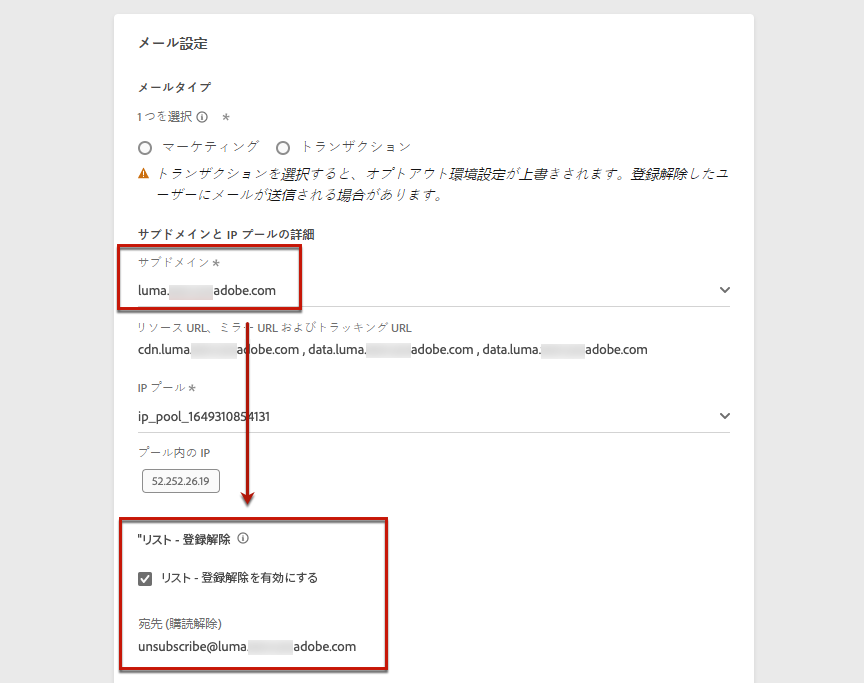 メール設定
メールタイプ
1 つを選択 *
マーケティング トランザクション
トランザクションを選択すると、オプトアウト環境設定が上書きされます。登録解除したユ
ーザーにメールが送信される場合があります。
サブドメインと IP プールの詳細
サブドメイン *
luma. adobe.com
リソース URL、ミラー URL およびトラッキング URL
cdn.luma. adobe.com , data.luma. adobe.com , data.luma. adobe.com
IP プール *
ip_pool_1649310854131
プール内の IP
52.252.26.19
"リスト - 登録解除
リスト - 登録解除を有効にする
宛先 (購読解除)
unsubscribe@luma. adobe.com